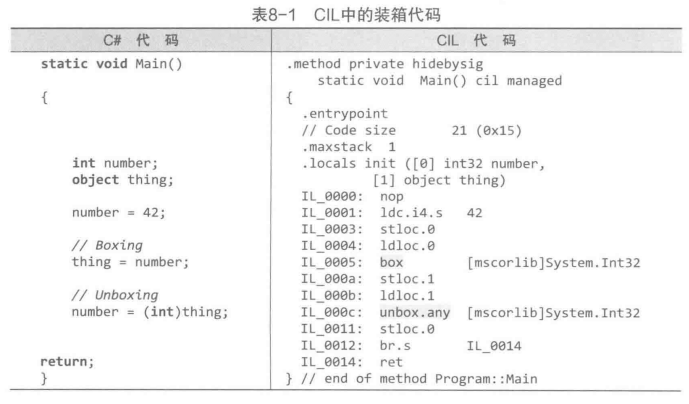 表8-1 CIL中的装箱代码
C# 代 码 CIL 代 码
static void Main() .method private hidebysig
static void Main() cil managed
{ {
.entrypoint
// Code size 21 (0x15)
.maxstack 1
int number; .locals init ([0] int32 number,
object thing; [1] object thing)
IL_0000: nop
number = 42; IL_0001: ldc.i4.s 42
IL_0003: stloc.0
// Boxing IL_0004: ldloc.0
thing = number; IL_0005: box [mscorlib]System.Int32
IL_000a: stloc.1
// Unboxing IL_000b: ldloc.1
number = (int)thing; IL_000c: unbox.any [mscorlib]System.Int32
IL_0011: stloc.0
IL_0012: br.s IL_0014
return; IL_0014: ret
} } // end of method Program::Main